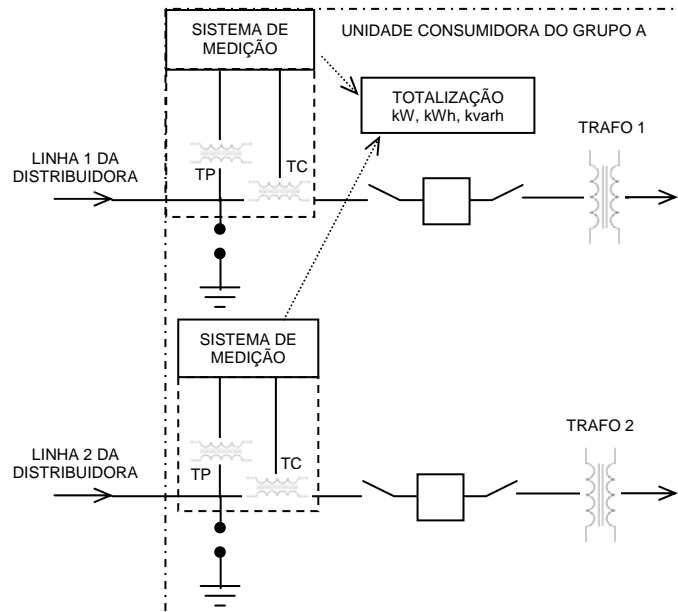 SISTEMA DE
MEDIÇÃO
UNIDADE CONSUMIDORA DO GRUPO A
TOTALIZAÇÃO
kW, kWh, kvarh
TRAFO 1
LINHA 1 DA
DISTRIBUIDORA
TP
TC
SISTEMA DE
MEDIÇÃO
TRAFO 2
LINHA 2 DA
DISTRIBUIDORA
TP
TC